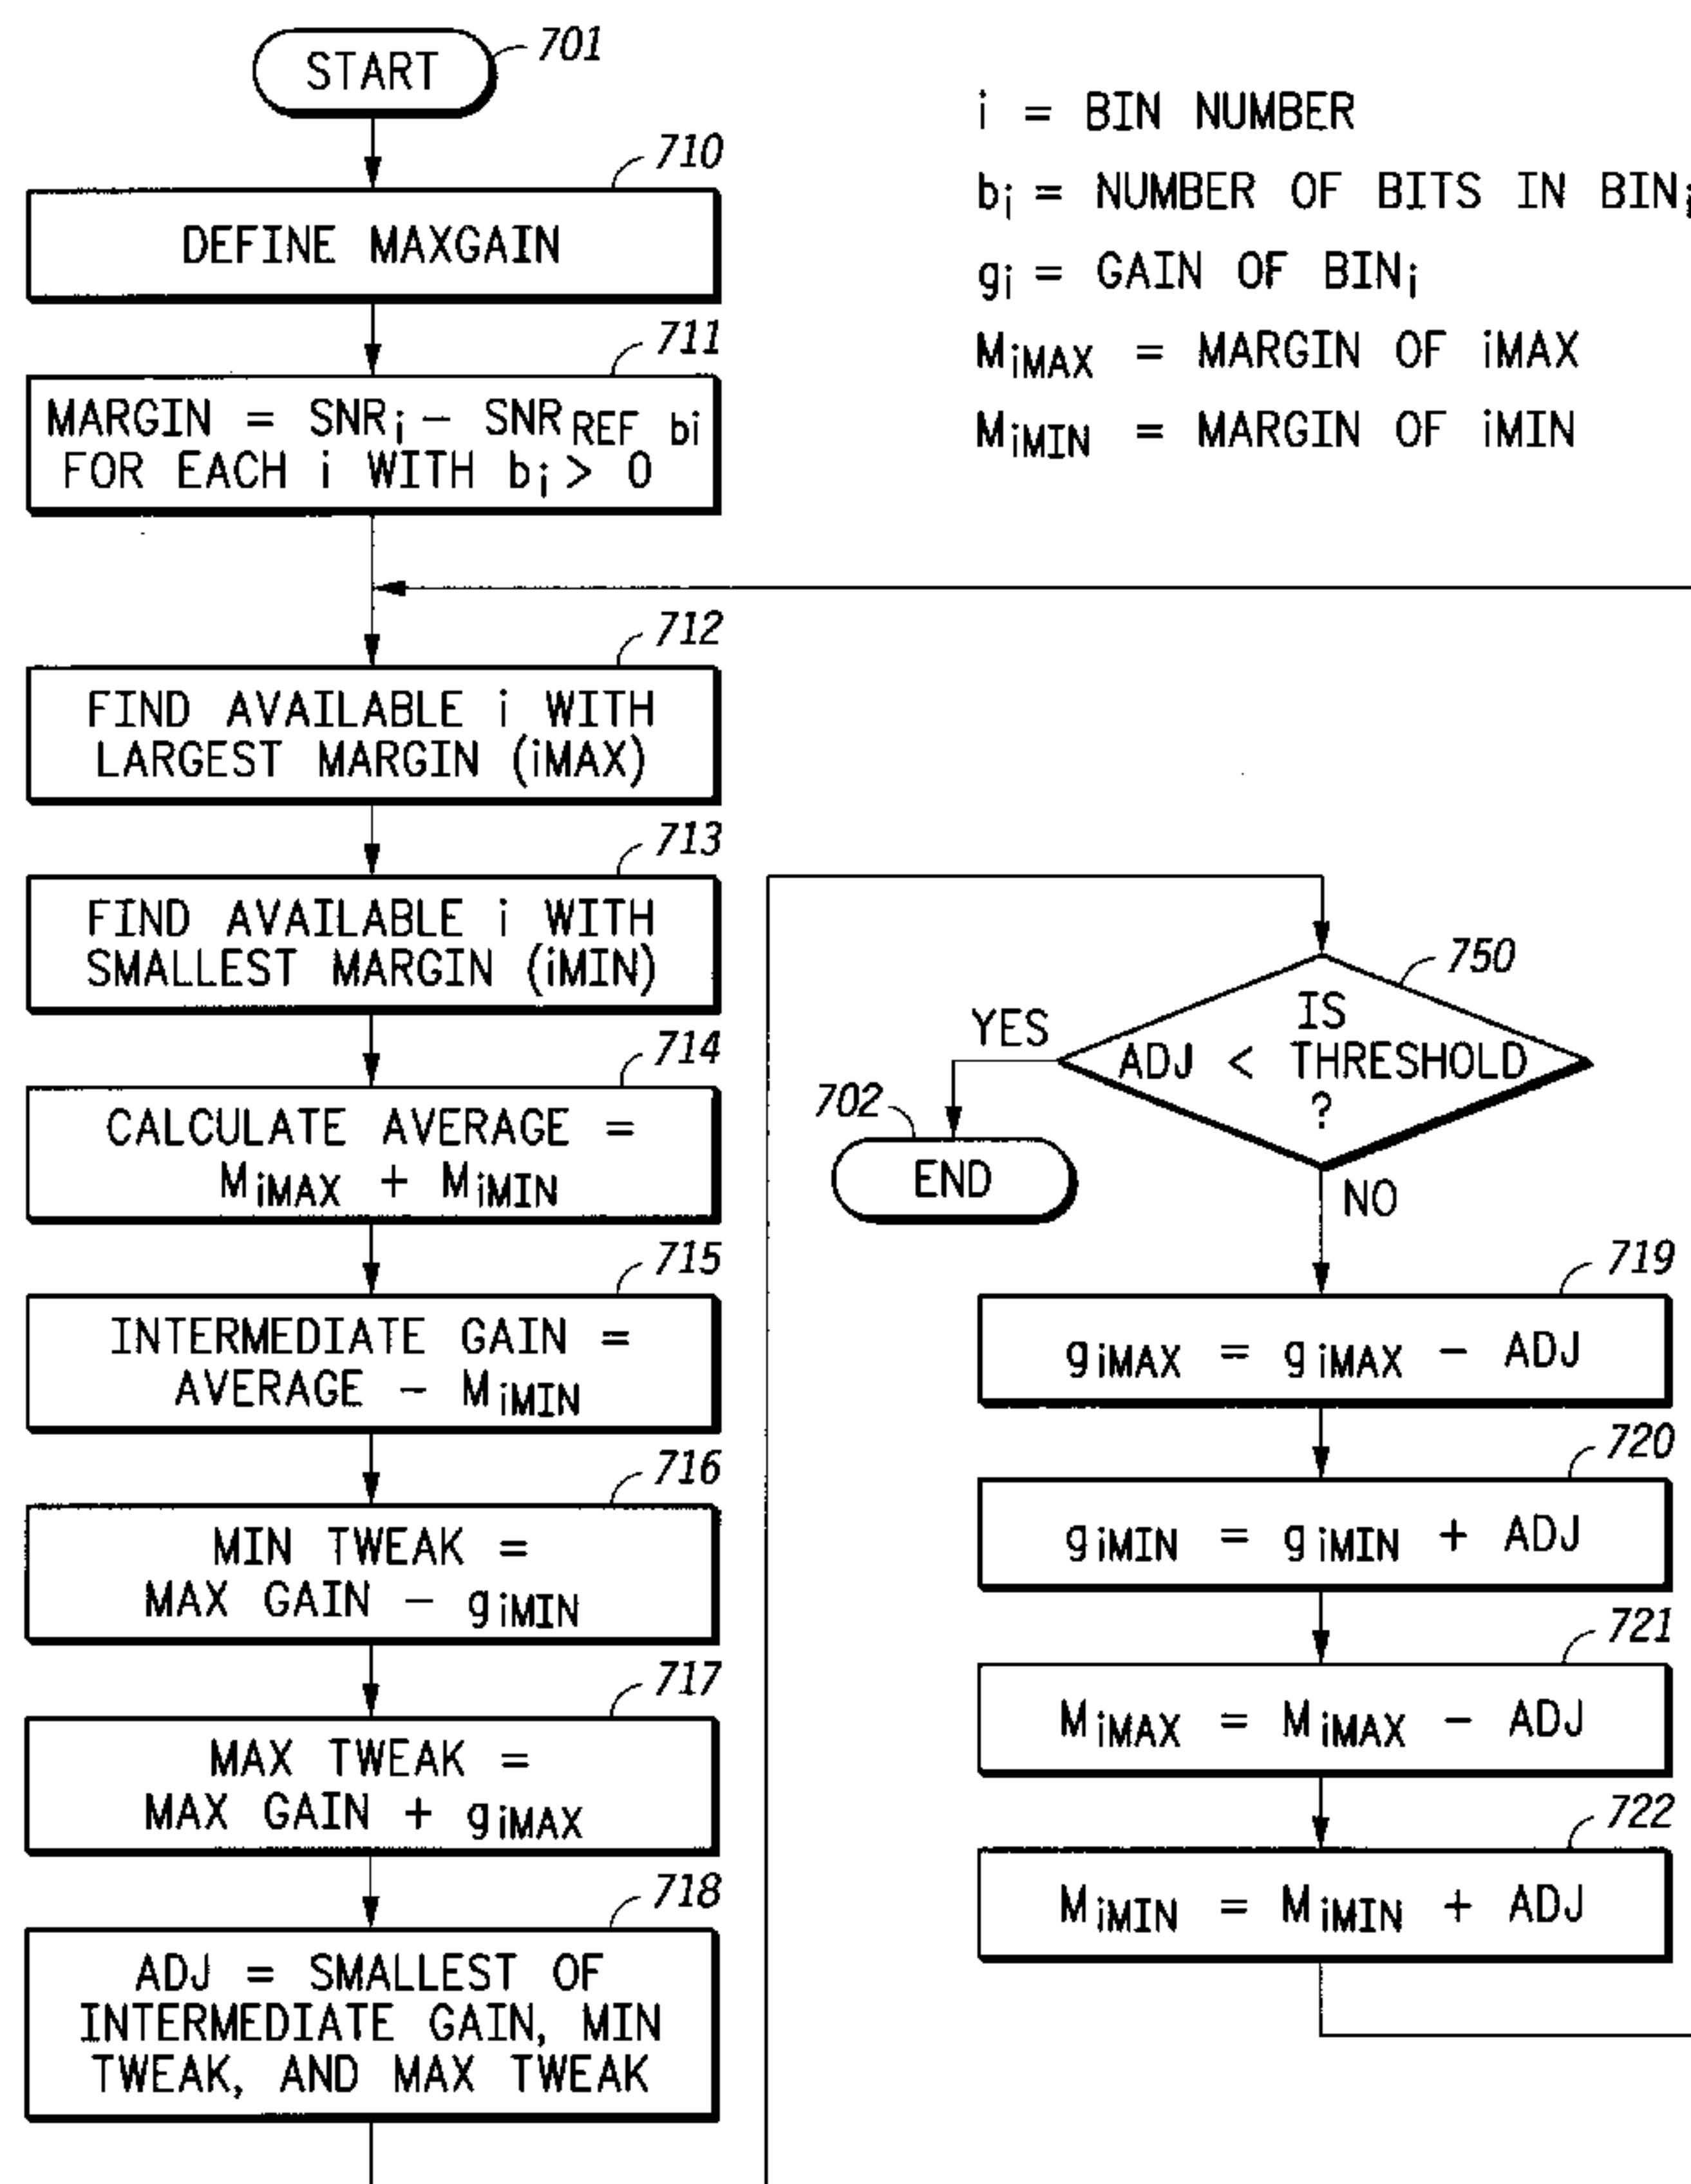 START
701
710
DEFINE MAXGAIN
711
MARGIN = SNRi − SNRREF bi
FOR EACH i WITH bi > 0
712
FIND AVAILABLE i WITH
LARGEST MARGIN (iMAX)
713
FIND AVAILABLE i WITH
SMALLEST MARGIN (iMIN)
714
CALCULATE AVERAGE =
MiMAX + MiMIN
715
INTERMEDIATE GAIN =
AVERAGE − MiMIN
716
MIN TWEAK =
MAX GAIN − giMIN
717
MAX TWEAK =
MAX GAIN + giMAX
718
ADJ = SMALLEST OF
INTERMEDIATE GAIN, MIN
TWEAK, AND MAX TWEAK
i = BIN NUMBER
bi = NUMBER OF BITS IN BINi
gi = GAIN OF BINi
MiMAX = MARGIN OF iMAX
MiMIN = MARGIN OF iMIN
750
IS
ADJ < THRESHOLD
?
YES
702
END
NO
719
giMAX = giMAX − ADJ
720
giMIN = giMIN + ADJ
721
MiMAX = MiMAX − ADJ
722
MiMIN = MiMIN + ADJ